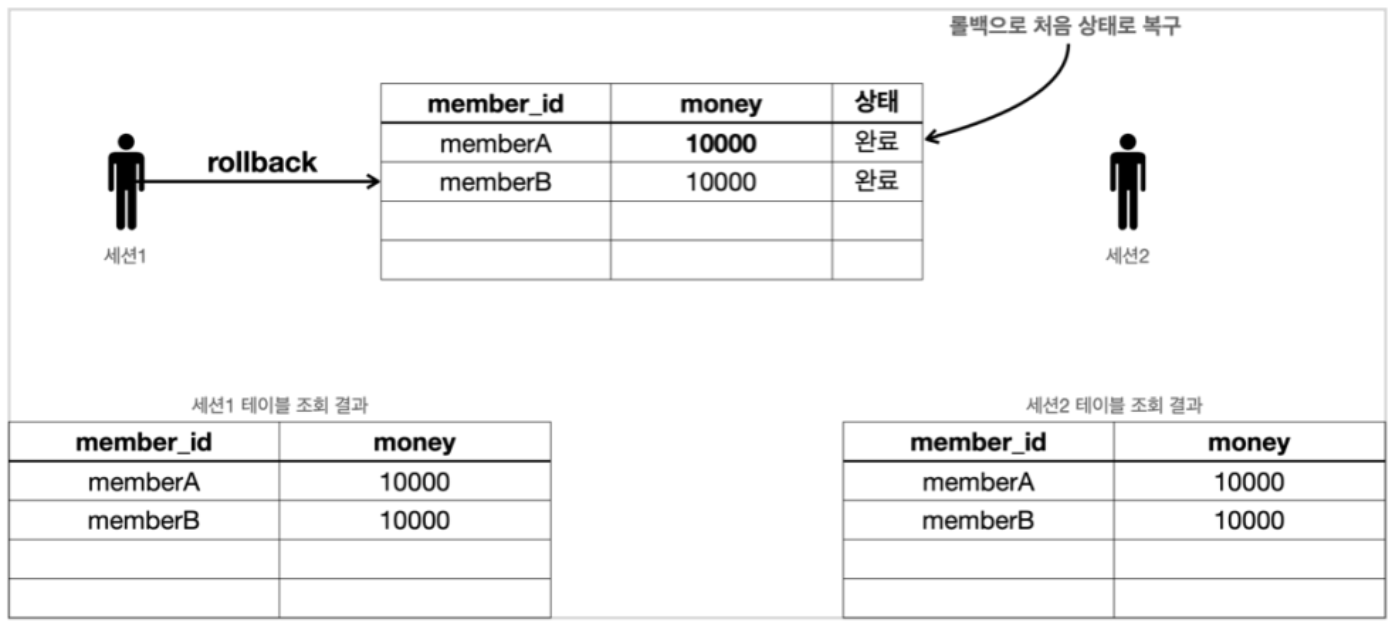 롤백으로 처음 상태로 복구
member_id money 상태
memberA 10000 완료
memberB 10000 완료
rollback
세션1
세션2
세션1 테이블 조회 결과
member_id money
memberA 10000
memberB 10000
세션2 테이블 조회 결과
member_id money
memberA 10000
memberB 10000